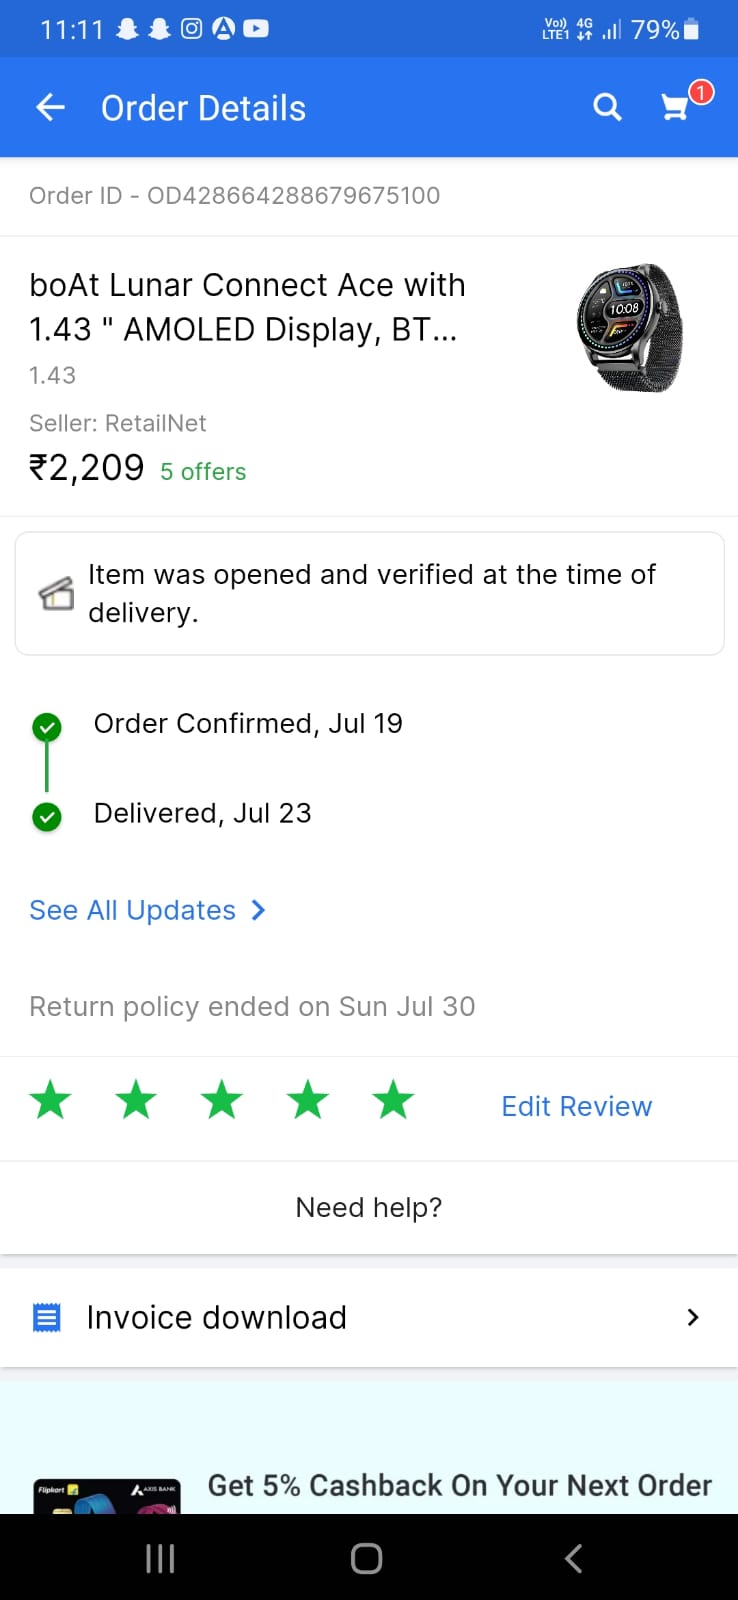 11:11
Vo)) 4G
LTE1
79%
Order Details
1
Order ID - OD428664288679675100
boAt Lunar Connect Ace with
1.43 " AMOLED Display, BT...
10:08
1.43
Seller: RetailNet
₹2,209 5 offers
Item was opened and verified at the time of
delivery.
Order Confirmed, Jul 19
Delivered, Jul 23
See All Updates
Return policy ended on Sun Jul 30
Edit Review
Need help?
Invoice download
Get 5% Cashback On Your Next Order
Flipkart
AXIS BANK